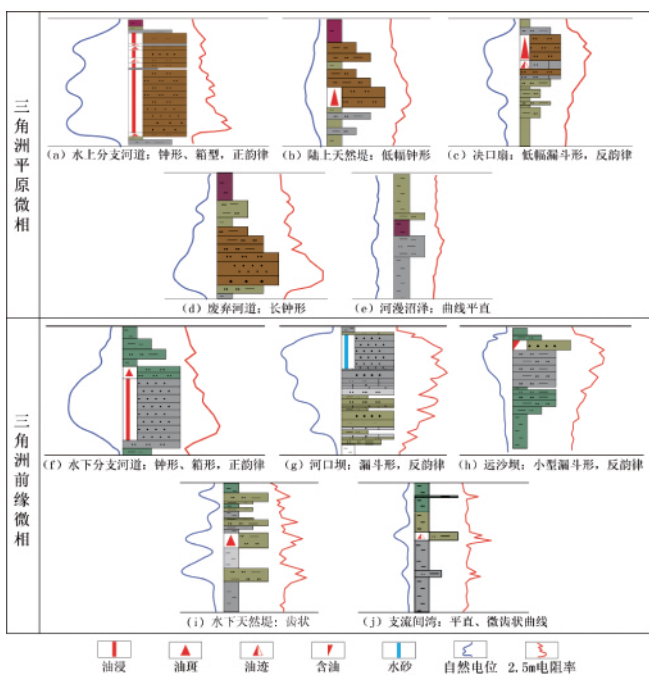 三角洲平原微相
(a) 水上分支河道：钟形、箱型，正韵律
(b) 陆上天然堤：低幅钟形
(c) 决口扇：低幅漏斗形，反韵律
(d) 废弃河道：长钟形
(e) 河漫沼泽：曲线平直
三角洲前缘微相
(f) 水下分支河道：钟形、箱形，正韵律
(g) 河口坝：漏斗形，反韵律
(h) 远沙坝：小型漏斗形，反韵律
(i) 水下天然堤: 齿状
(j) 支流间湾：平直、微齿状曲线
油浸 油斑 油迹 含油 水砂 自然电位 2.5m电阻率